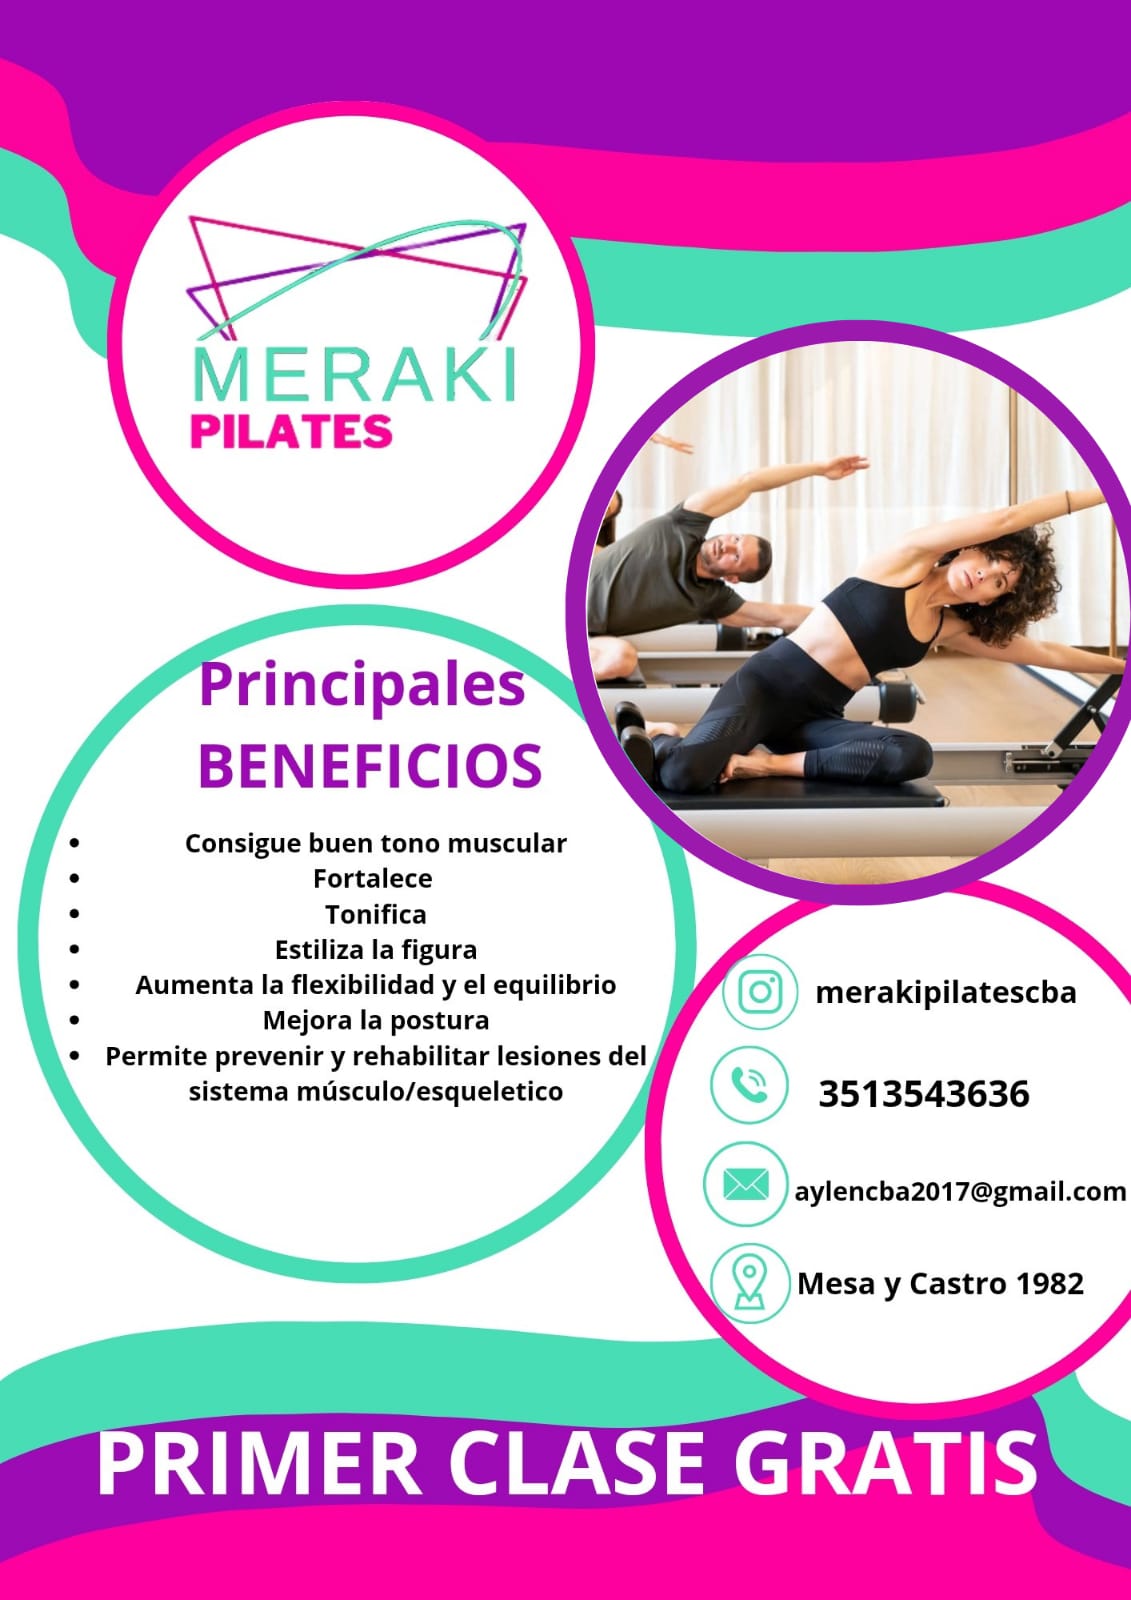 MERAKI
PILATES
Principales
BENEFICIOS
• Consigue buen tono muscular
• Fortalece
• Tonifica
• Estiliza la figura
• Aumenta la flexibilidad y el equilibrio
• Mejora la postura
• Permite prevenir y rehabilitar lesiones del
sistema músculo/esqueletico
merakipilatescba
3513543636
aylencba2017@gmail.com
Mesa y Castro 1982
PRIMER CLASE GRATIS